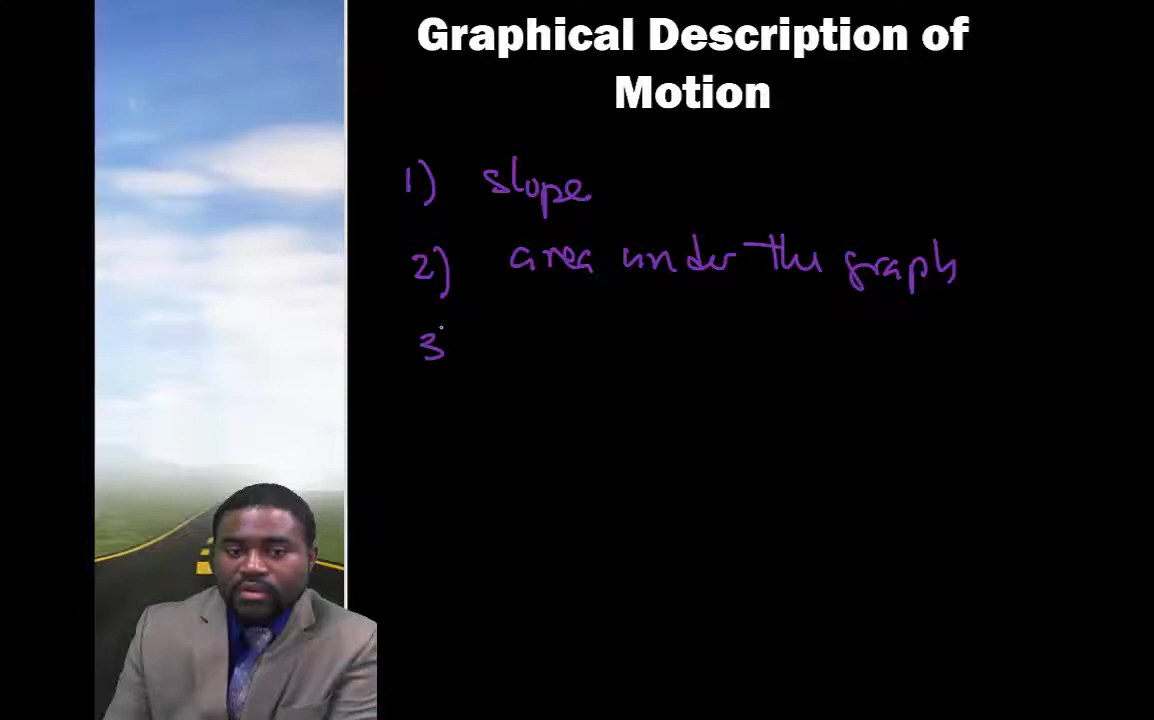 Graphical Description of
Motion
1) slope
2) area under the graph
3